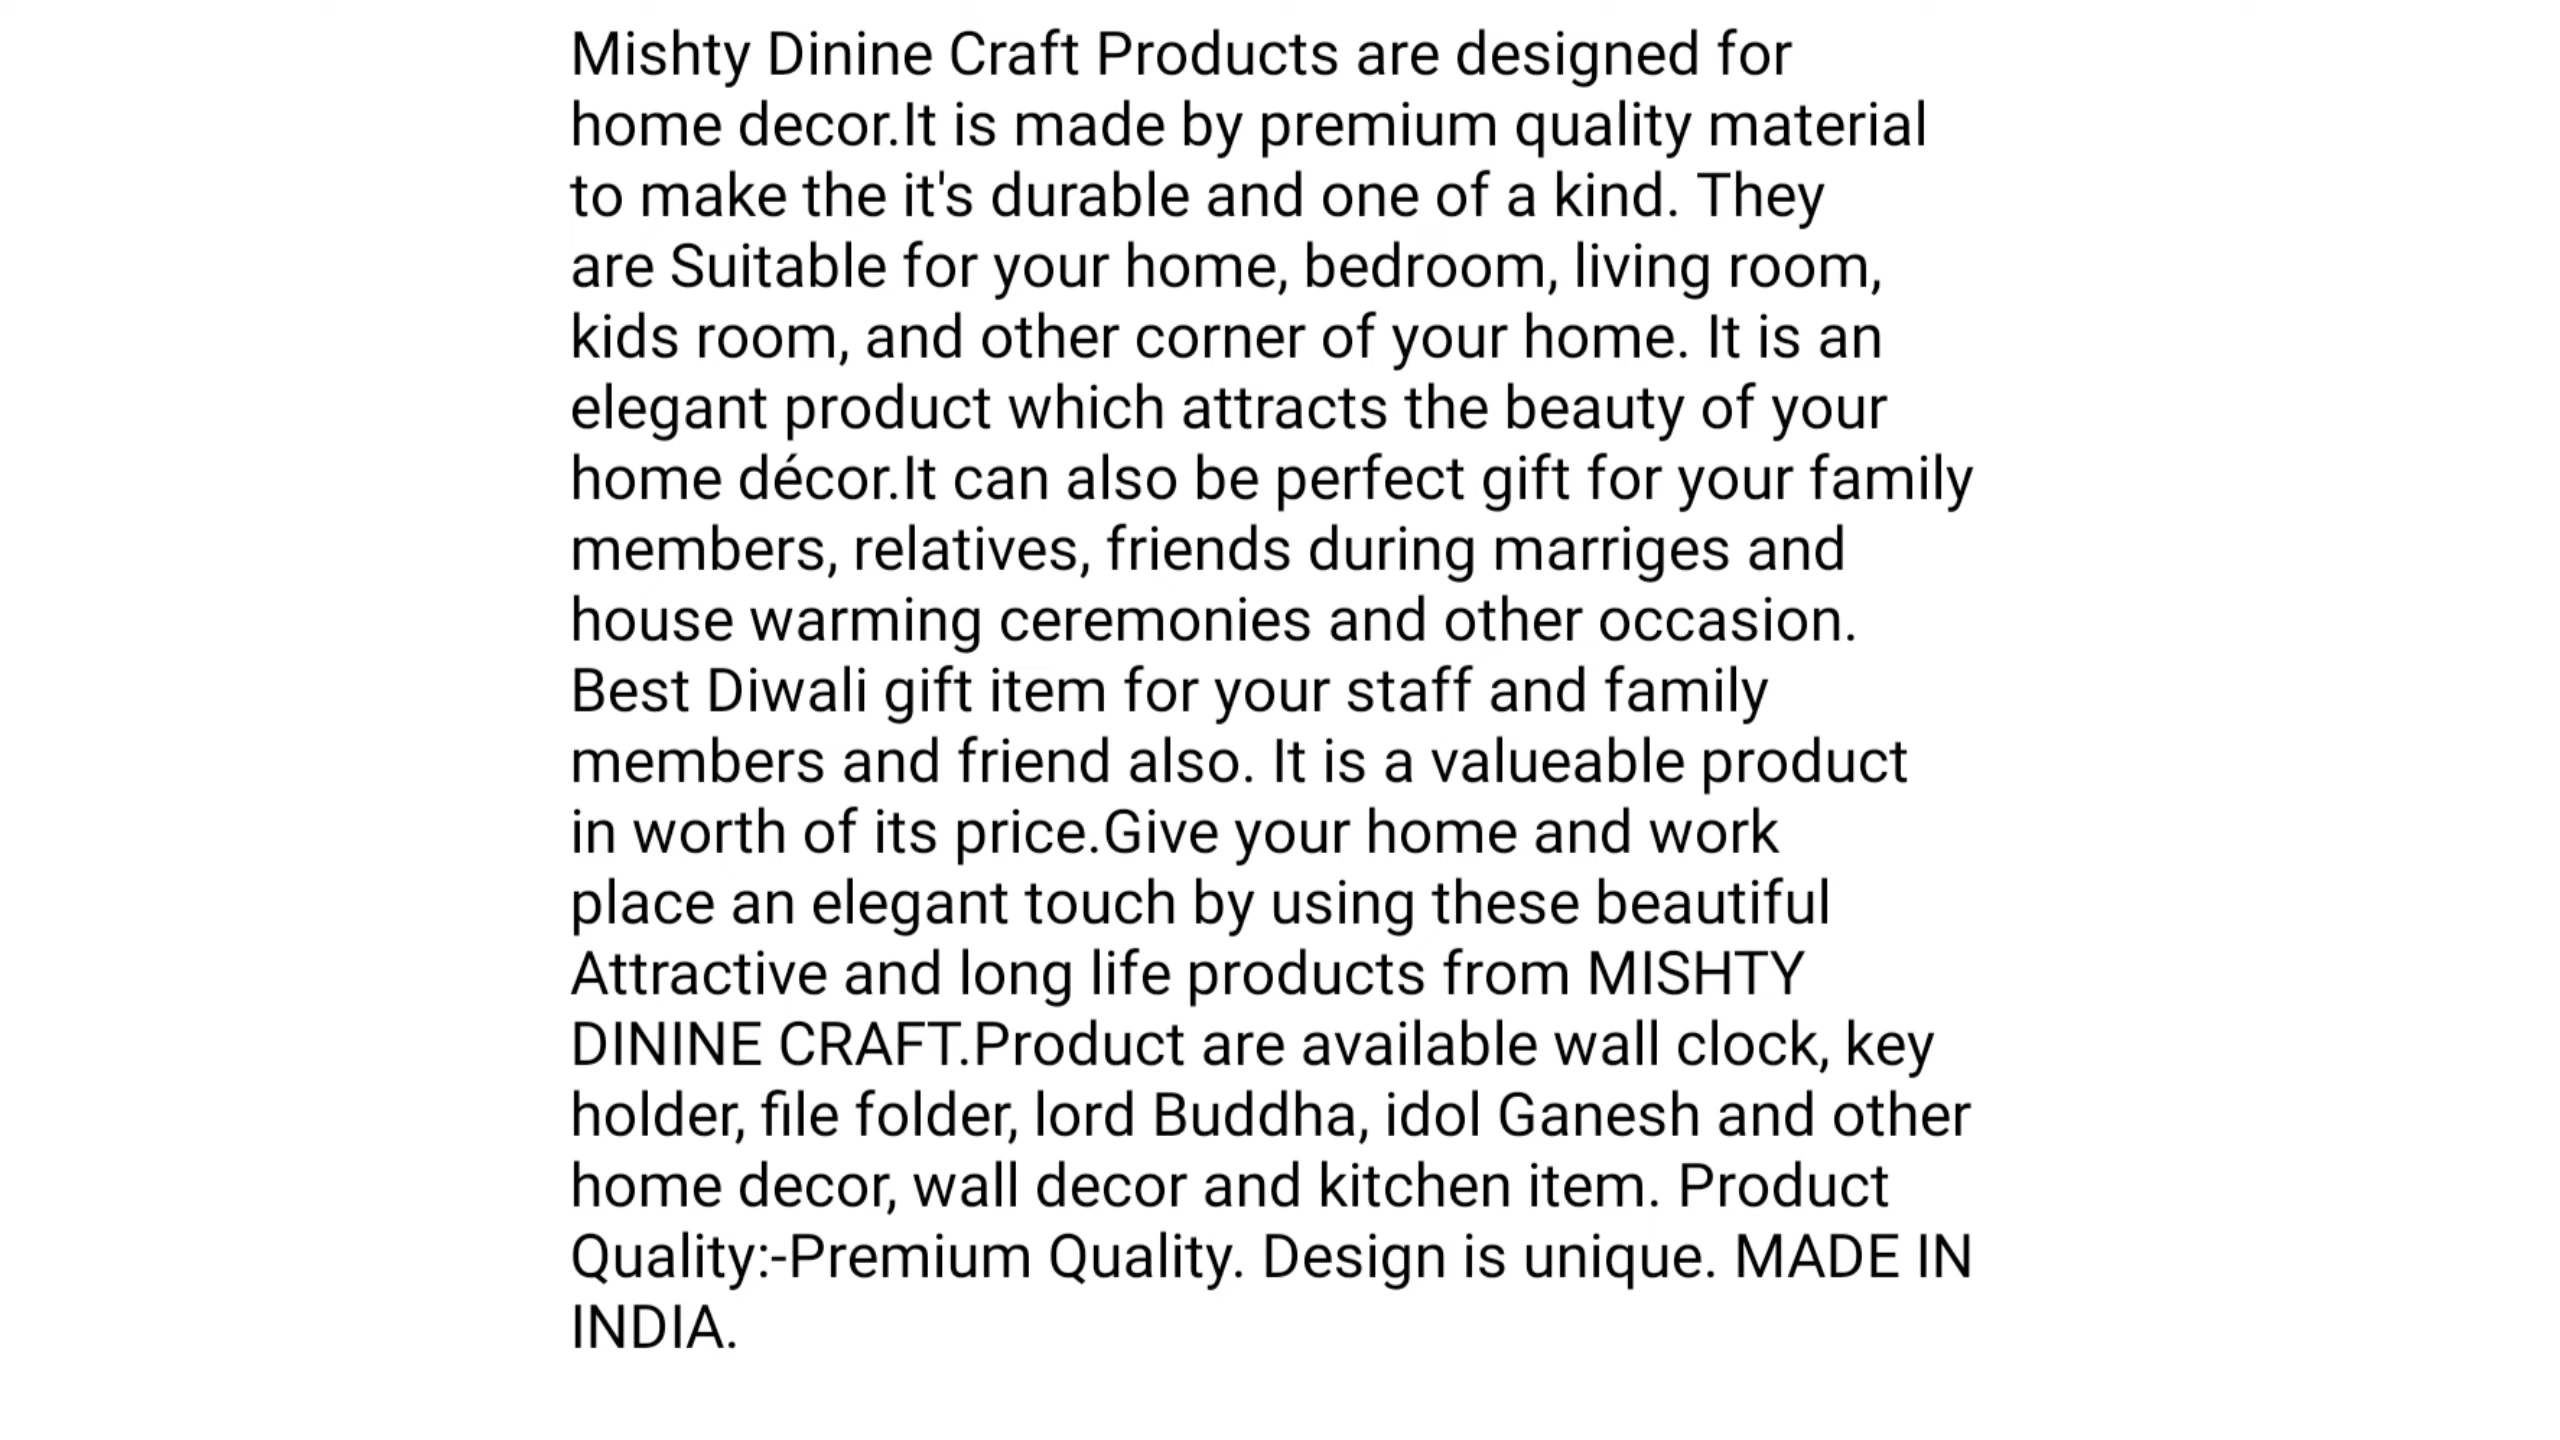 Mishty Dinine Craft Products are designed for
home decor.It is made by premium quality material
to make the it's durable and one of a kind. They
are Suitable for your home, bedroom, living room,
kids room, and other corner of your home. It is an
elegant product which attracts the beauty of your
home décor.It can also be perfect gift for your family
members, relatives, friends during marriges and
house warming ceremonies and other occasion.
Best Diwali gift item for your staff and family
members and friend also. It is a valueable product
in worth of its price.Give your home and work
place an elegant touch by using these beautiful
Attractive and long life products from MISHTY
DININE CRAFT.Product are available wall clock, key
holder, file folder, lord Buddha, idol Ganesh and other
home decor, wall decor and kitchen item. Product
Quality:-Premium Quality. Design is unique. MADE IN
INDIA.